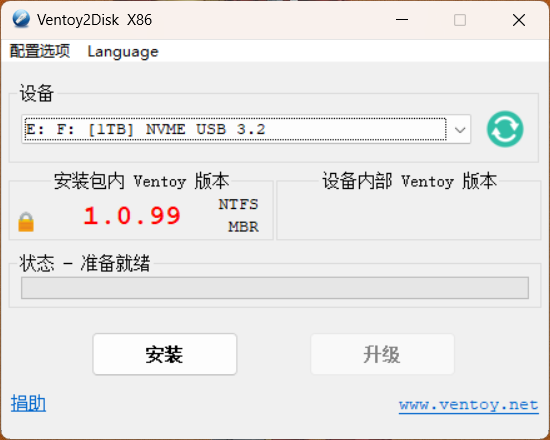 Ventoy2Disk X86
配置选项 Language
设备
E: F: [1TB] NVME USB 3.2
安装包内 Ventoy 版本 设备内部 Ventoy 版本
1.0.99
NTFS
MBR
状态 - 准备就绪
安装 升级
捐助 www.ventoy.net